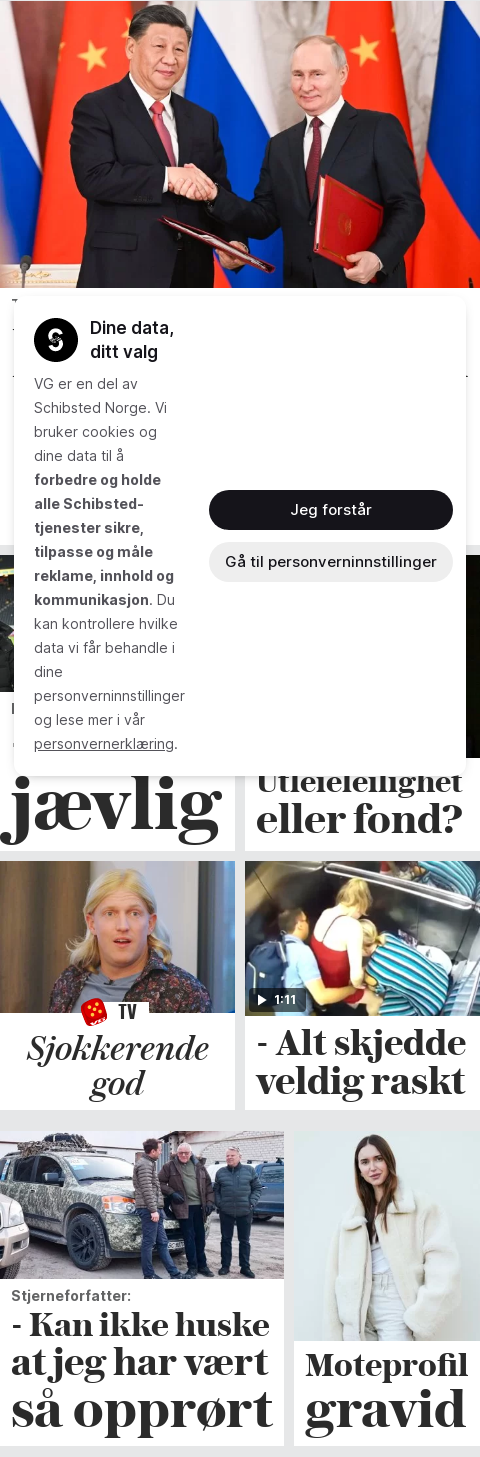 Dine data,
ditt valg
VG er en del av
Schibsted Norge. Vi
bruker cookies og
dine data til å
forbedre og holde
alle Schibsted-
tjenester sikre,
tilpasse og måle
reklame, innhold og
kommunikasjon. Du
kan kontrollere hvilke
data vi får behandle i
dine
personverninnstillinger
og lese mer i vår
personvernerklæring.
Jeg forstår
Gå til personverninnstillinger
jævlig
Utleieleilighet
eller fond?
TV
Sjokkerende
god
1:11
- Alt skjedde
veldig raskt
Stjerneforfatter:
- Kan ikke huske
at jeg har vært
så opprørt
Moteprofil
gravid